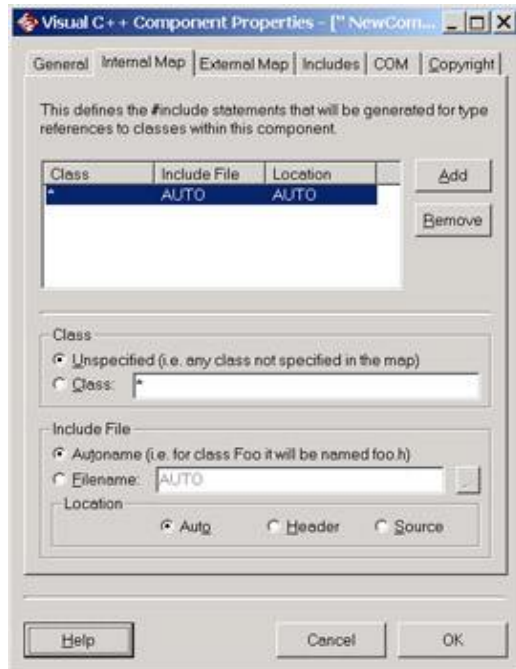 Visual C++ Component Properties - [" NewCom...
General Internal Map External Map Includes COM Copyright
This defines the #include statements that will be generated for type
references to classes within this component.
Class Include File Location
* AUTO AUTO
Add
Remove
Class
Unspecified (i.e. any class not specified in the map)
Class: *
Include File
Autoname (i.e. for class Foo it will be named foo.h)
Filename: AUTO
Location
Auto Header Source
Help Cancel OK